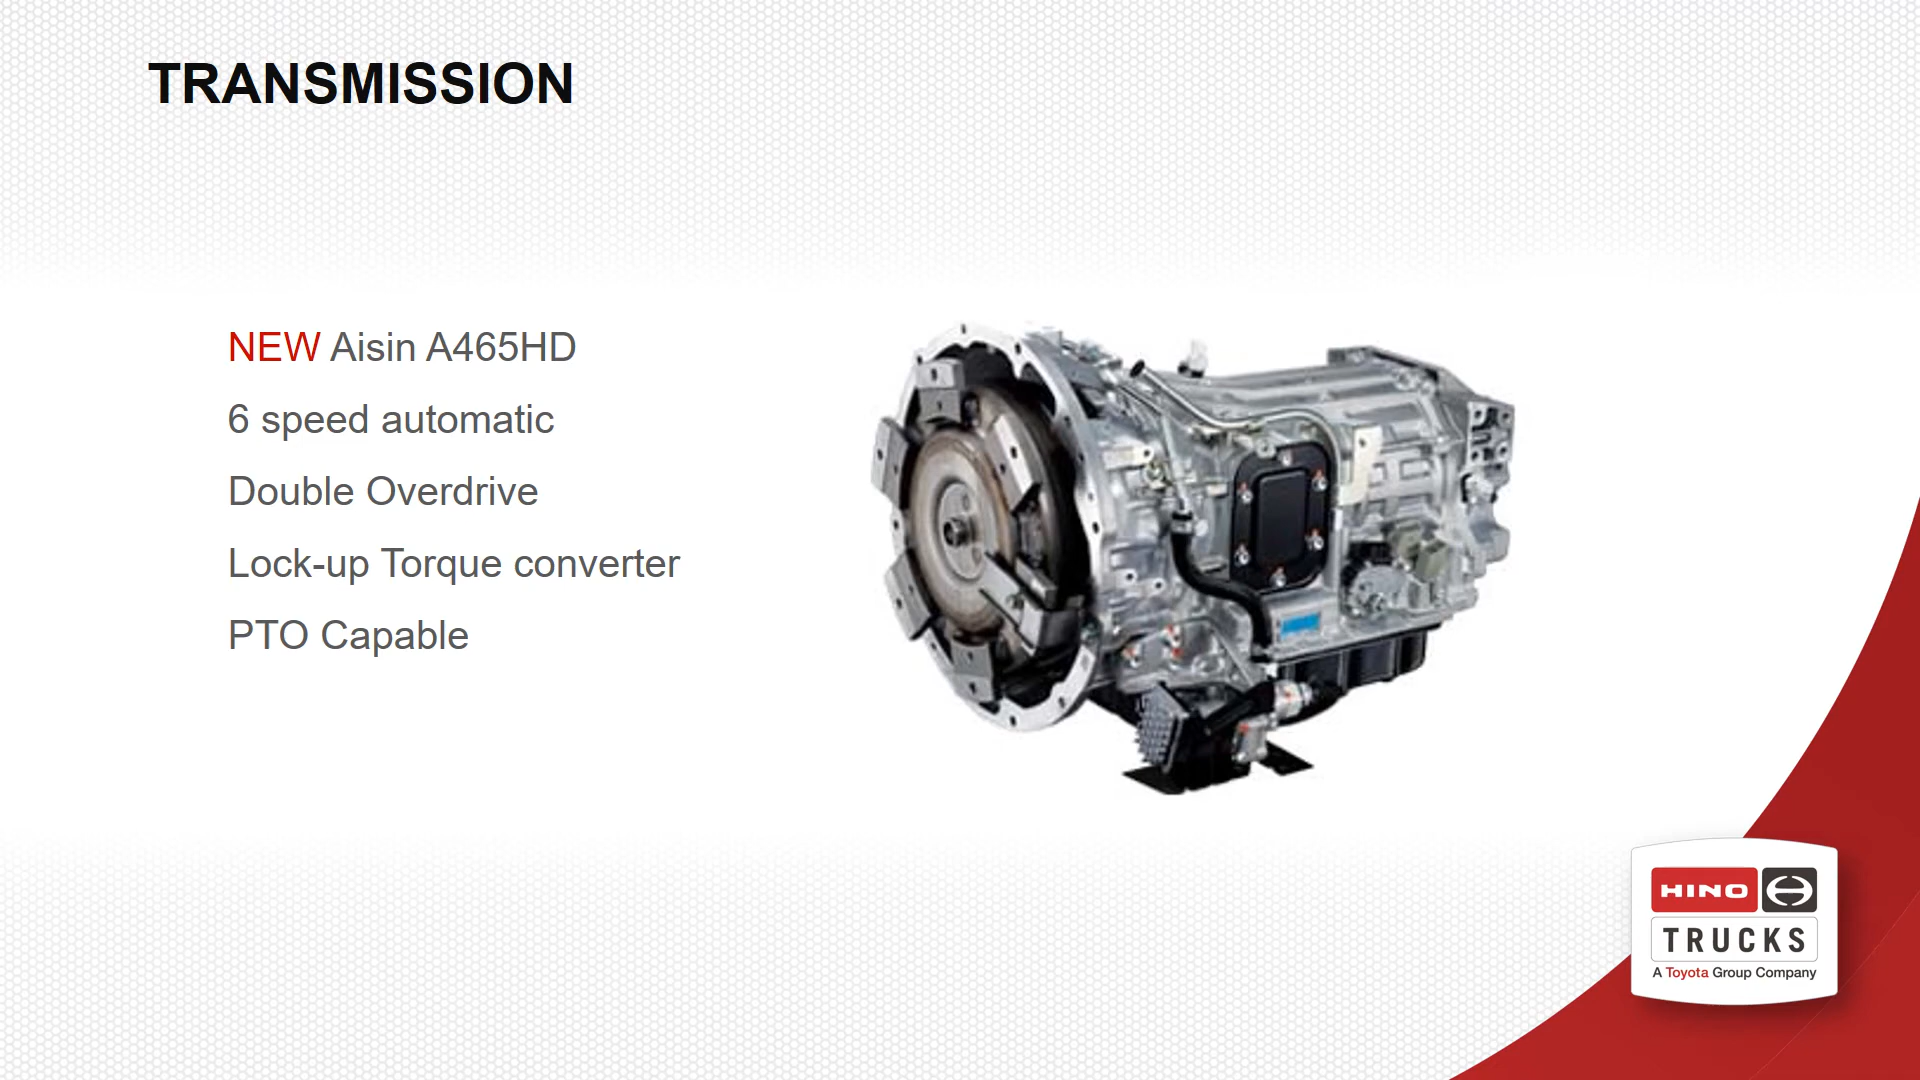 TRANSMISSION
NEW Aisin A465HD
6 speed automatic
Double Overdrive
Lock-up Torque converter
PTO Capable
HINO
TRUCKS
A Toyota Group Company